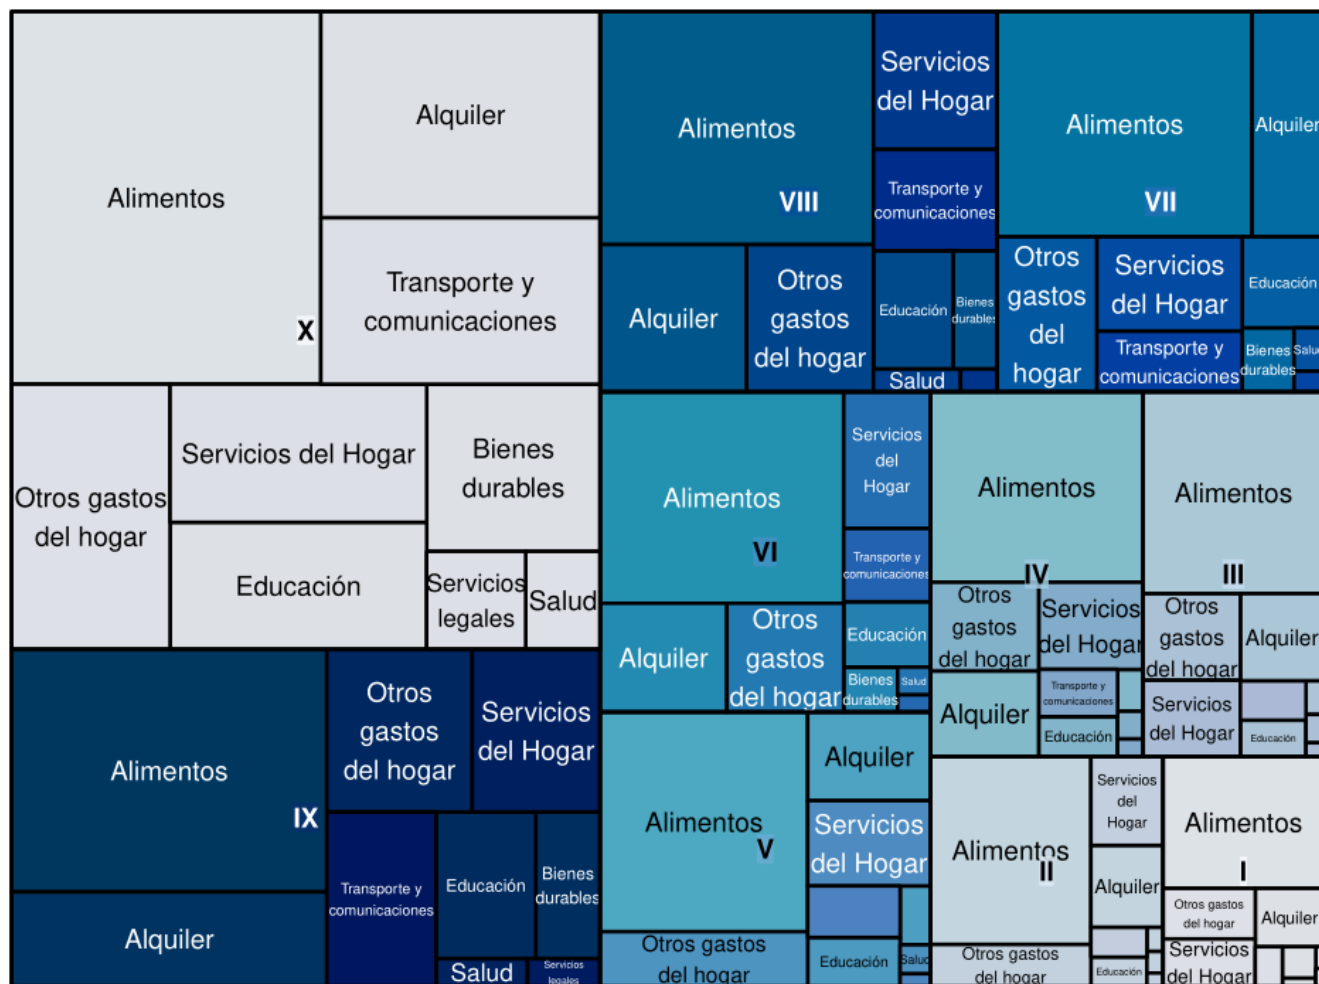 Alimentos
X
Alquiler
Transporte y
comunicaciones
Otros gastos
del hogar
Servicios del Hogar
Educación
Bienes
durables
Servicios
legales
Salud
Alimentos
IX
Alquiler
Otros
gastos
del hogar
Servicios
del Hogar
Transporte y
comunicaciones
Educación
Bienes
durables
Salud
Servicios
legales
Alimentos
VIII
Alquiler
Otros
gastos
del hogar
Servicios
del Hogar
Transporte y
comunicaciones
Educación
Bienes
durables
Salud
Alimentos
VII
Alquiler
Otros
gastos
del
hogar
Servicios
del Hogar
Transporte y
comunicaciones
Educación
Bienes
durables
Salud
Alimentos
VI
Alquiler
Otros
gastos
del hogar
Servicios
del
Hogar
Transporte y
comunicaciones
Educación
Bienes
durables
Salud
Alimentos
V
Otros gastos
del hogar
Alquiler
Servicios
del Hogar
Educación
Salud
Alimentos
IV
Otros
gastos
del hogar
Alquiler
Servicios
del Hogar
Transporte y
comunicaciones
Educación
Alimentos
III
Otros
gastos
del hogar
Alquiler
Servicios
del Hogar
Educación
Alimentos
II
Otros gastos
del hogar
Servicios
del
Hogar
Alquiler
Educación
Alimentos
I
Otros gastos
del hogar
Alquiler
Servicios
del Hogar